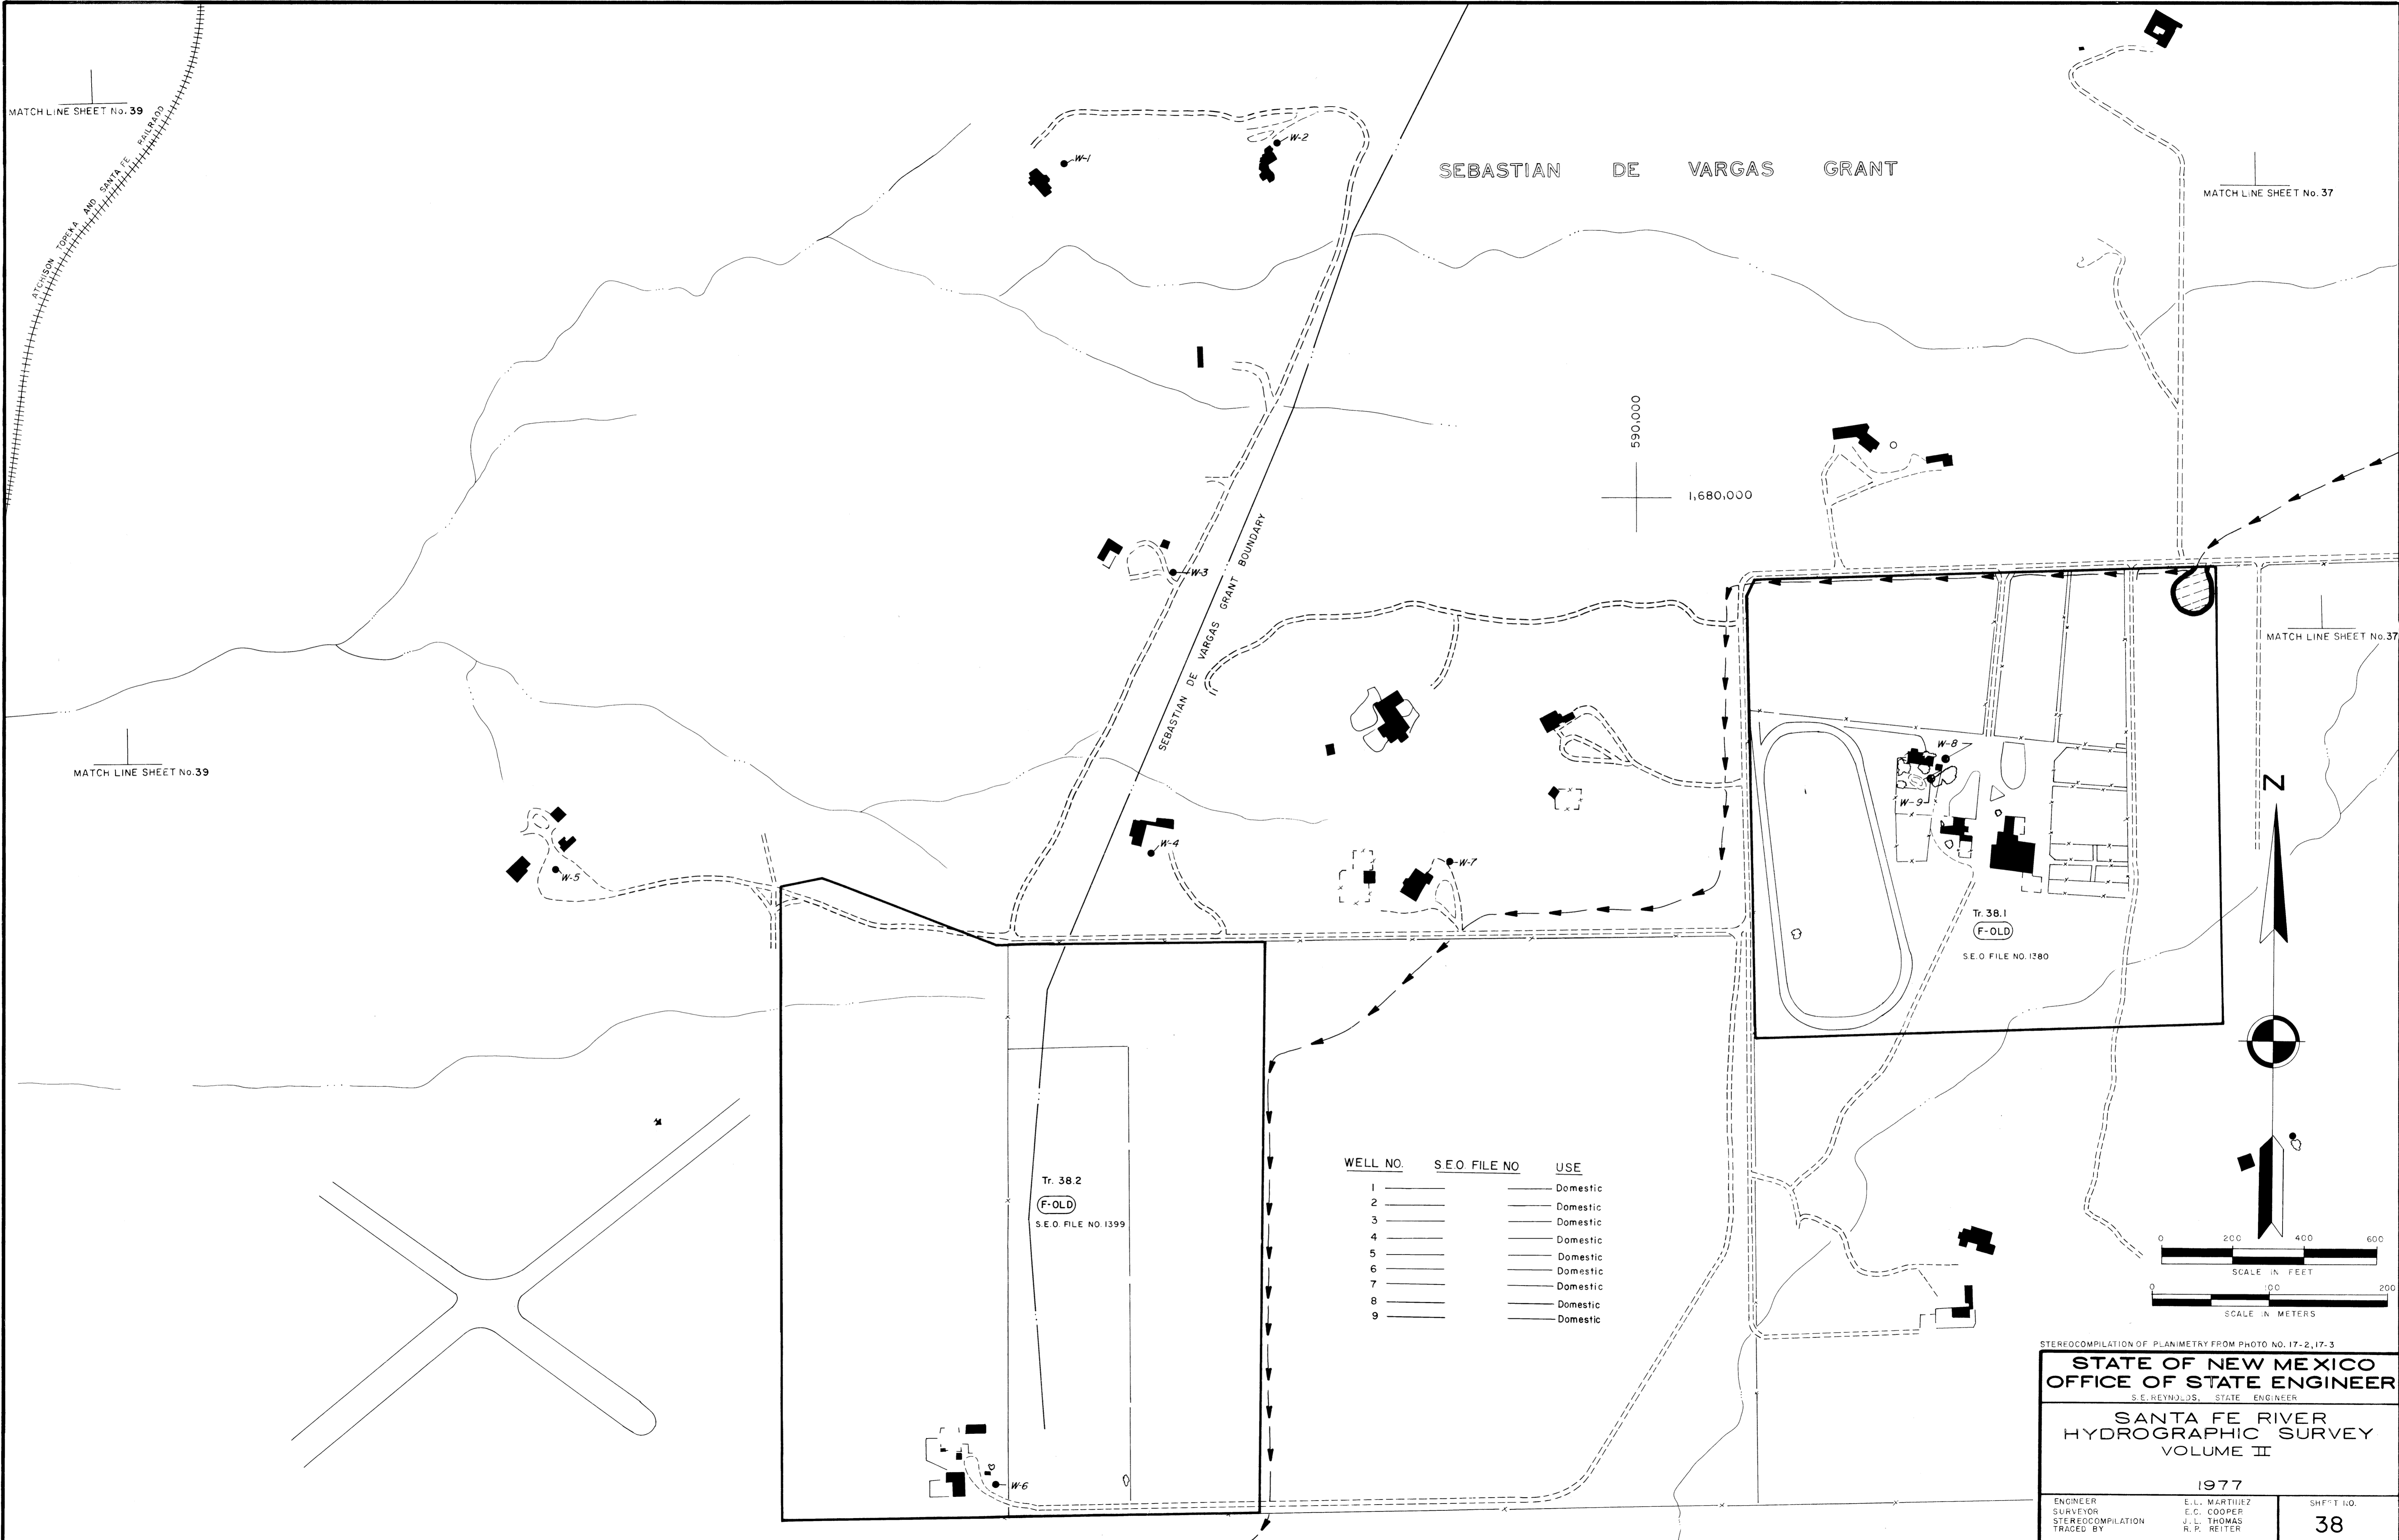 MATCH LINE SHEET No. 39
ATCHISON TOPEKA AND SANTA FE RAILROAD
W-1
W-2
SEBASTIAN DE VARGAS GRANT
MATCH LINE SHEET No. 37
590,000
1,680,000
W-3
SEBASTIAN DE VARGAS GRANT BOUNDARY
MATCH LINE SHEET No. 37
MATCH LINE SHEET No. 39
W-8
W-9
N
W-4
W-7
W-5
Tr. 38.1
F-OLD
S.E.O. FILE NO. 1380
Tr. 38.2
F-OLD
S.E.O. FILE NO. 1399
WELL NO. S.E.O. FILE NO USE
1 Domestic
2 Domestic
3 Domestic
4 Domestic
5 Domestic
6 Domestic
7 Domestic
8 Domestic
9 Domestic
W-6
0 200 400 600
SCALE IN FEET
0 100 200
SCALE IN METERS
STEREOCOMPILATION OF PLANIMETRY FROM PHOTO NO. 17-2, 17-3
STATE OF NEW MEXICO
OFFICE OF STATE ENGINEER
S.E. REYNOLDS, STATE ENGINEER
SANTA FE RIVER
HYDROGRAPHIC SURVEY
VOLUME II
1977
ENGINEER E.L. MARTINEZ
SURVEYOR E.C. COOPER
STEREOCOMPILATION J.L. THOMAS
TRACED BY R.P. REITER
SHEET NO.
38